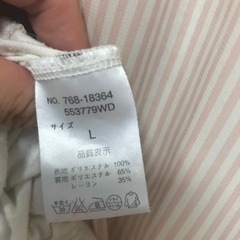 NO. 768-18364
553779WD
サイズ
L
品質表示
表地 ポリエステル 100%
裏地 ポリエステル 65%
レーヨン 35%